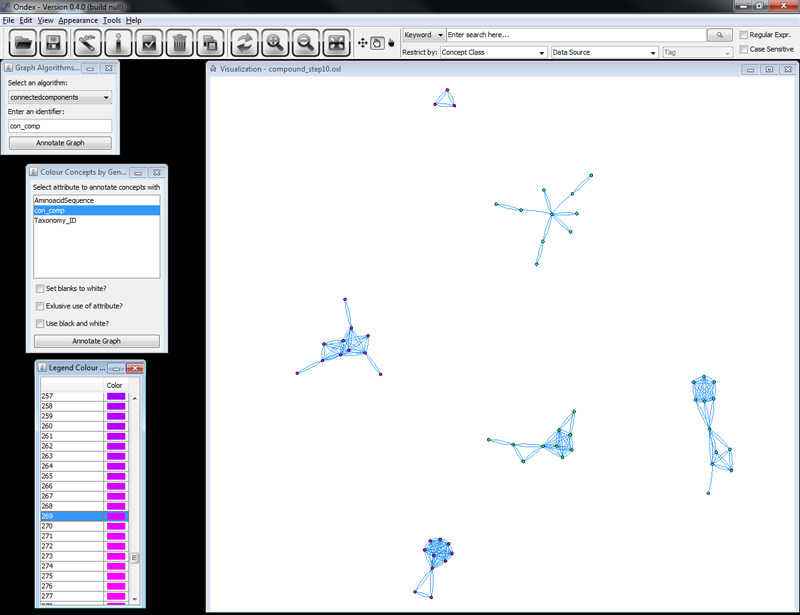 Ondex - Version 0.4.0 (build null)
File Edit View Appearance Tools Help
Keyword Enter search here... Regular Expr.
Restrict by: Concept Class Data Source Tag Case Sensitive
Graph Algorithms...
Select an algorithm:
connectedcomponents
Enter an identifier:
con_comp
Annotate Graph
Colour Concepts by Gen...
Select attribute to annotate concepts with
AminoacidSequence
con_comp
Taxonomy_ID
Set blanks to white?
Exlusive use of attribute?
Use black and white?
Annotate Graph
Legend Colour ...
Color
257
258
259
260
261
262
263
264
265
266
267
268
269
270
271
272
273
274
275
276
277
Visualization - compound_step10.oxl